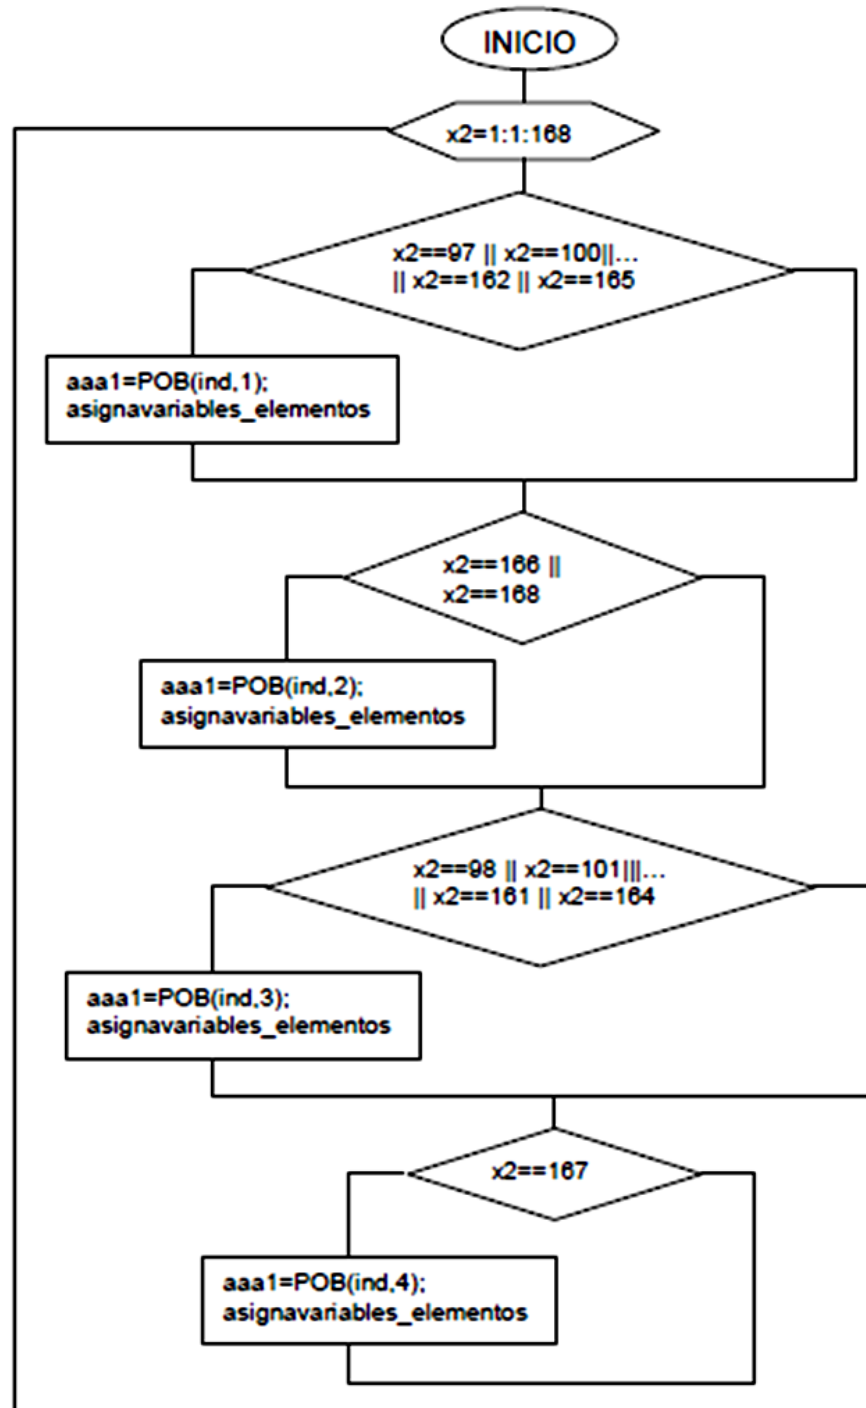 INICIO
x2=1:1:168
x2==97 || x2==100||...
|| x2==162 || x2==165
aaa1=POB(ind,1);
asignavariables_elementos
x2==166 ||
x2==168
aaa1=POB(ind,2);
asignavariables_elementos
x2==98 || x2==101|||...
|| x2==161 || x2==164
aaa1=POB(ind,3);
asignavariables_elementos
x2==167
aaa1=POB(ind,4);
asignavariables_elementos